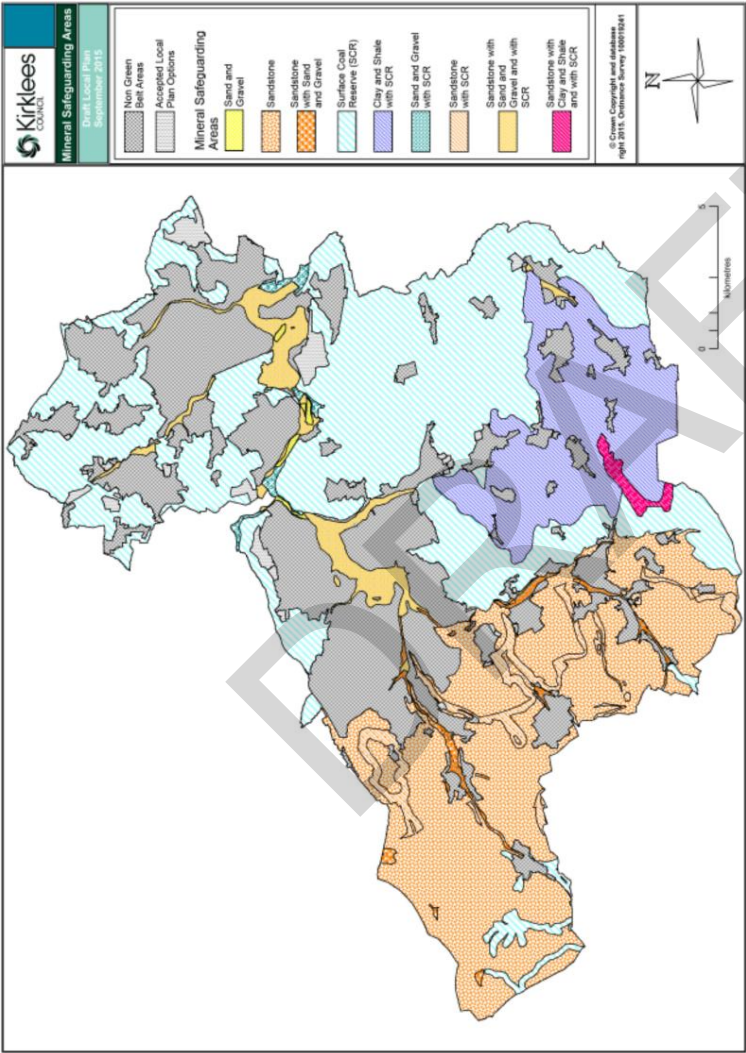 Kirklees
COUNCIL
Mineral Safeguarding Areas
Draft Local Plan
September 2015
Non Green
Belt Areas
Accepted Local
Plan Options
Mineral Safeguarding
Areas
Sand and
Gravel
Sandstone
Sandstone
with Sand
and Gravel
Surface Coal
Reserve (SCR)
Clay and Shale
with SCR
Sand and Gravel
with SCR
Sandstone
with SCR
Sandstone with
Sand and
Gravel and with
SCR
Sandstone with
Clay and Shale
and with SCR
© Crown Copyright and database
right 2015. Ordnance Survey 100019241
N
0 5
kilometres
DRAF